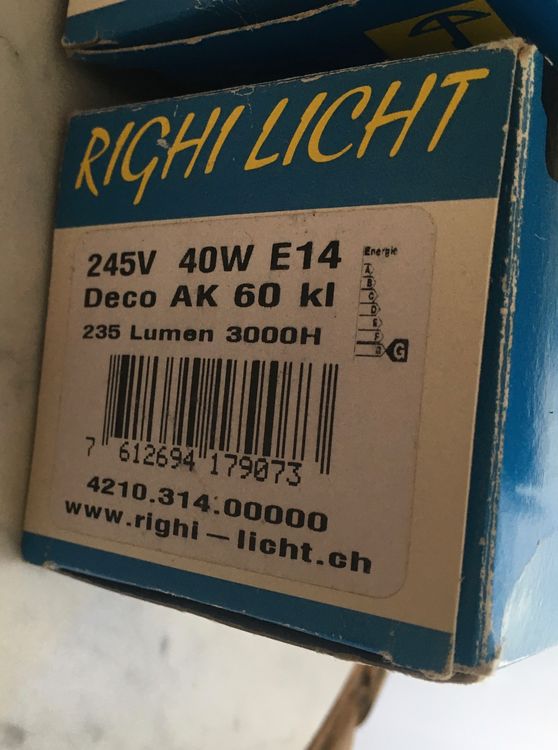 RIGHI LICHT
245V 40W E14
Deco AK 60 kl
235 Lumen 3000H
Energie
A
B
C
D
E
F
G G
7 612694 179073
4210.314.00000
www.righi–licht.ch